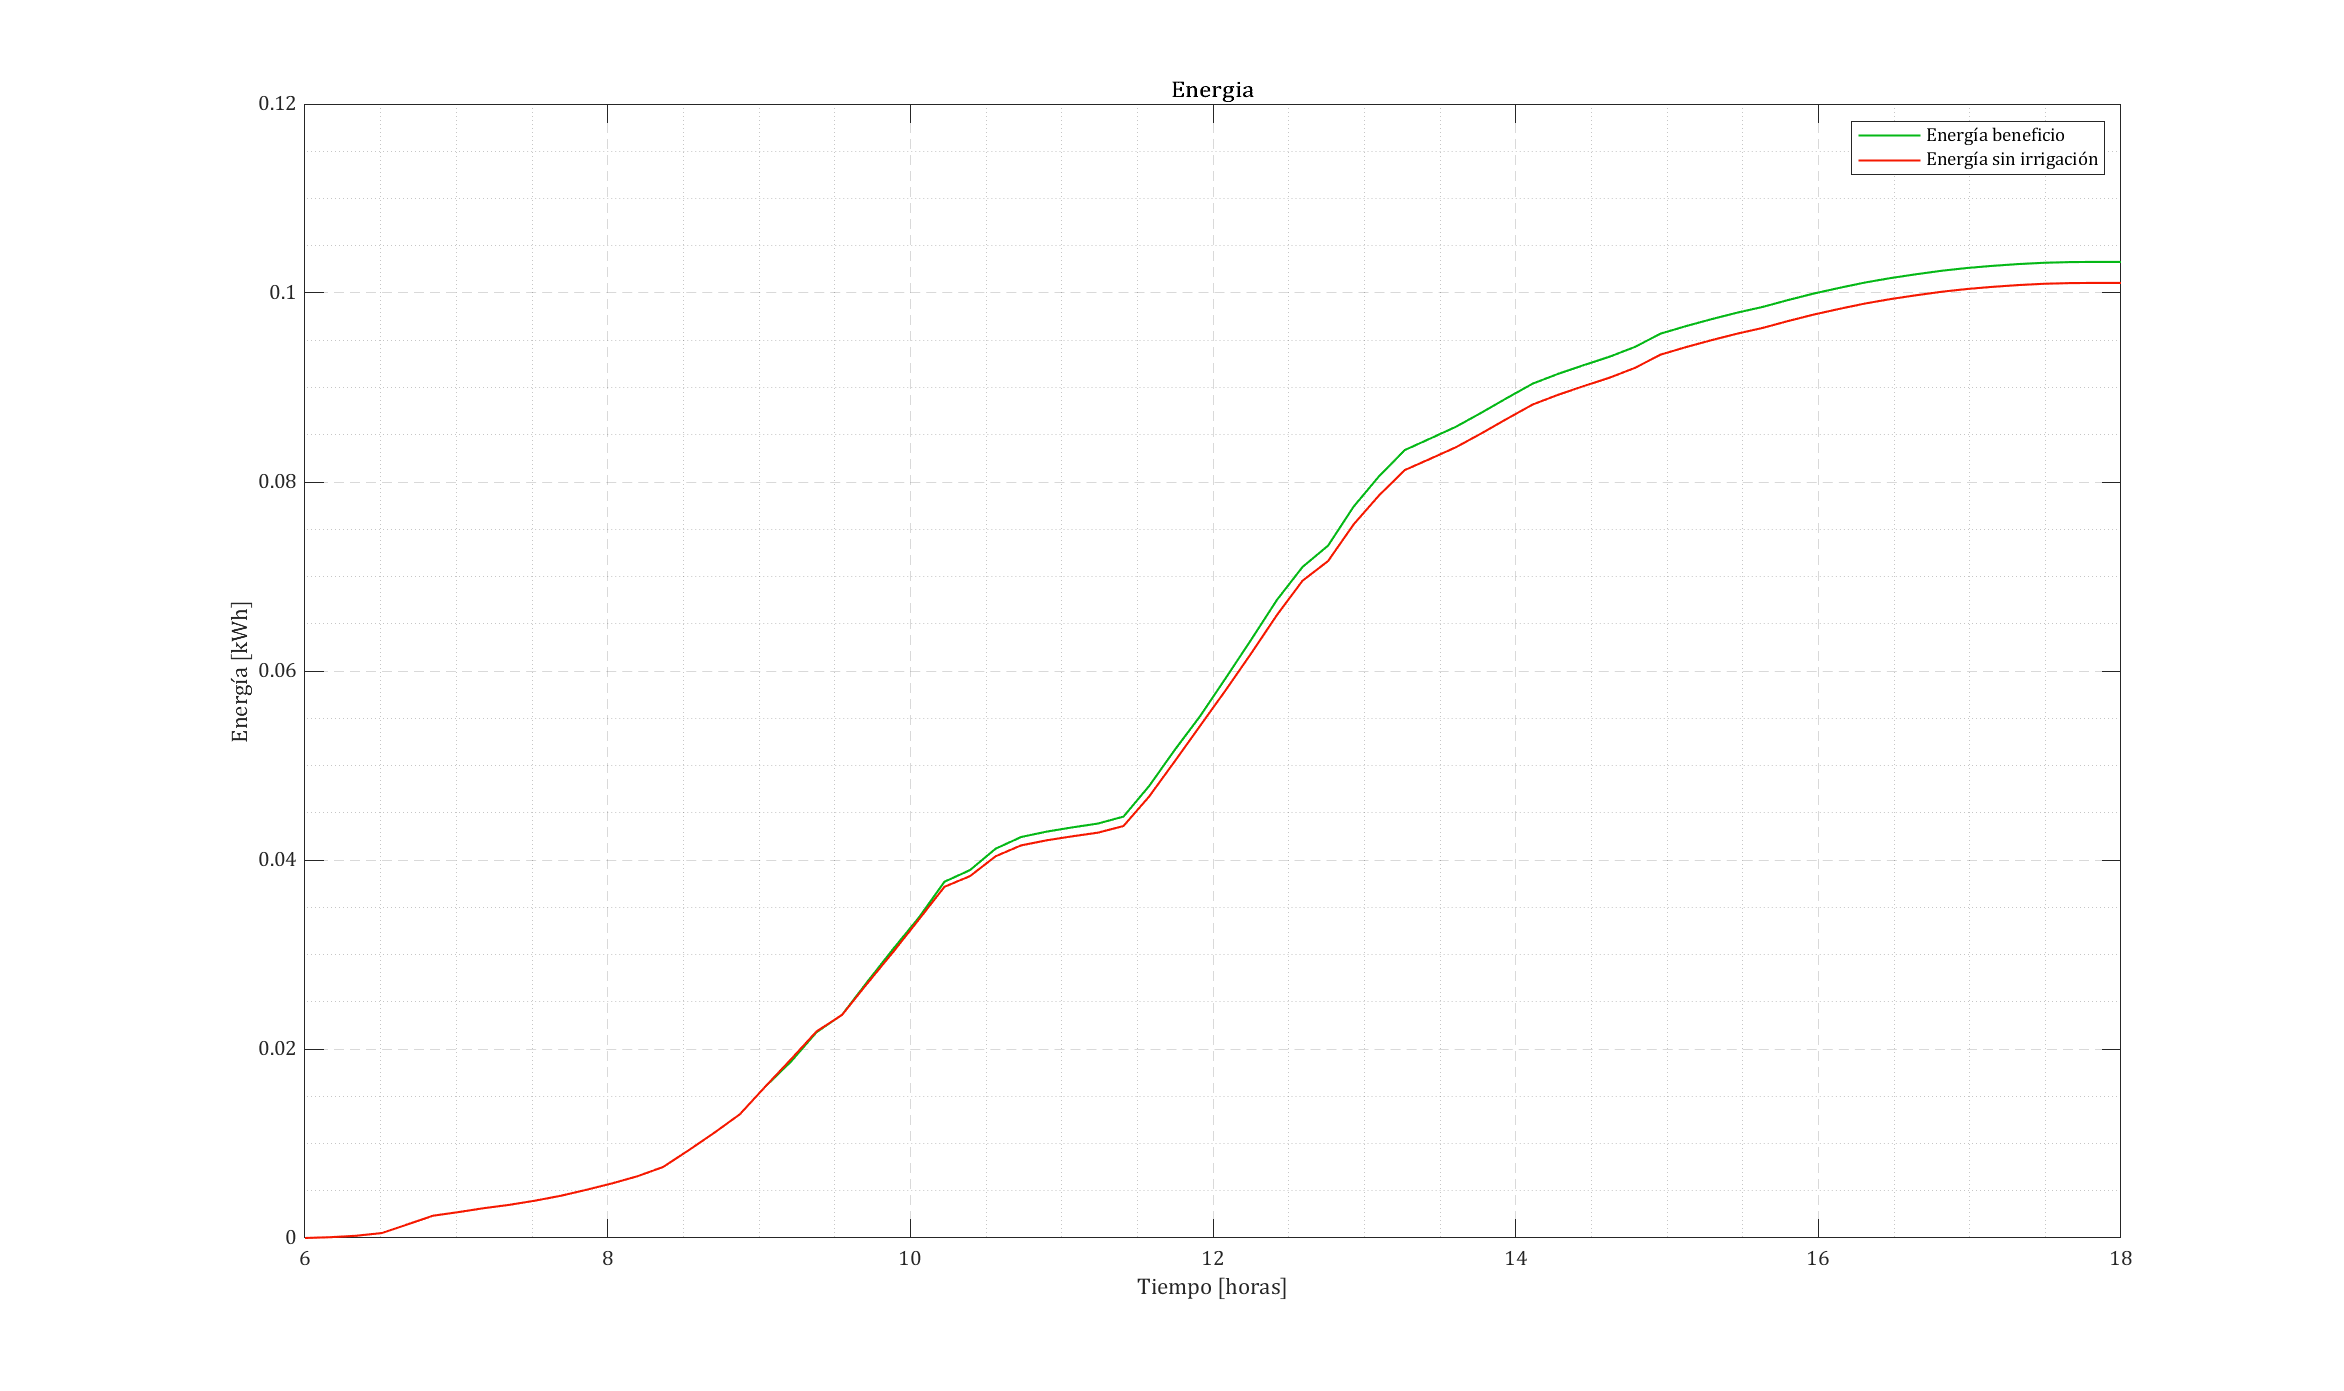 Energia
0.12
0.1
0.08
0.06
0.04
0.02
0
Energía [kWh]
Energía beneficio
Energía sin irrigación
6 8 10 12 14 16 18
Tiempo [horas]